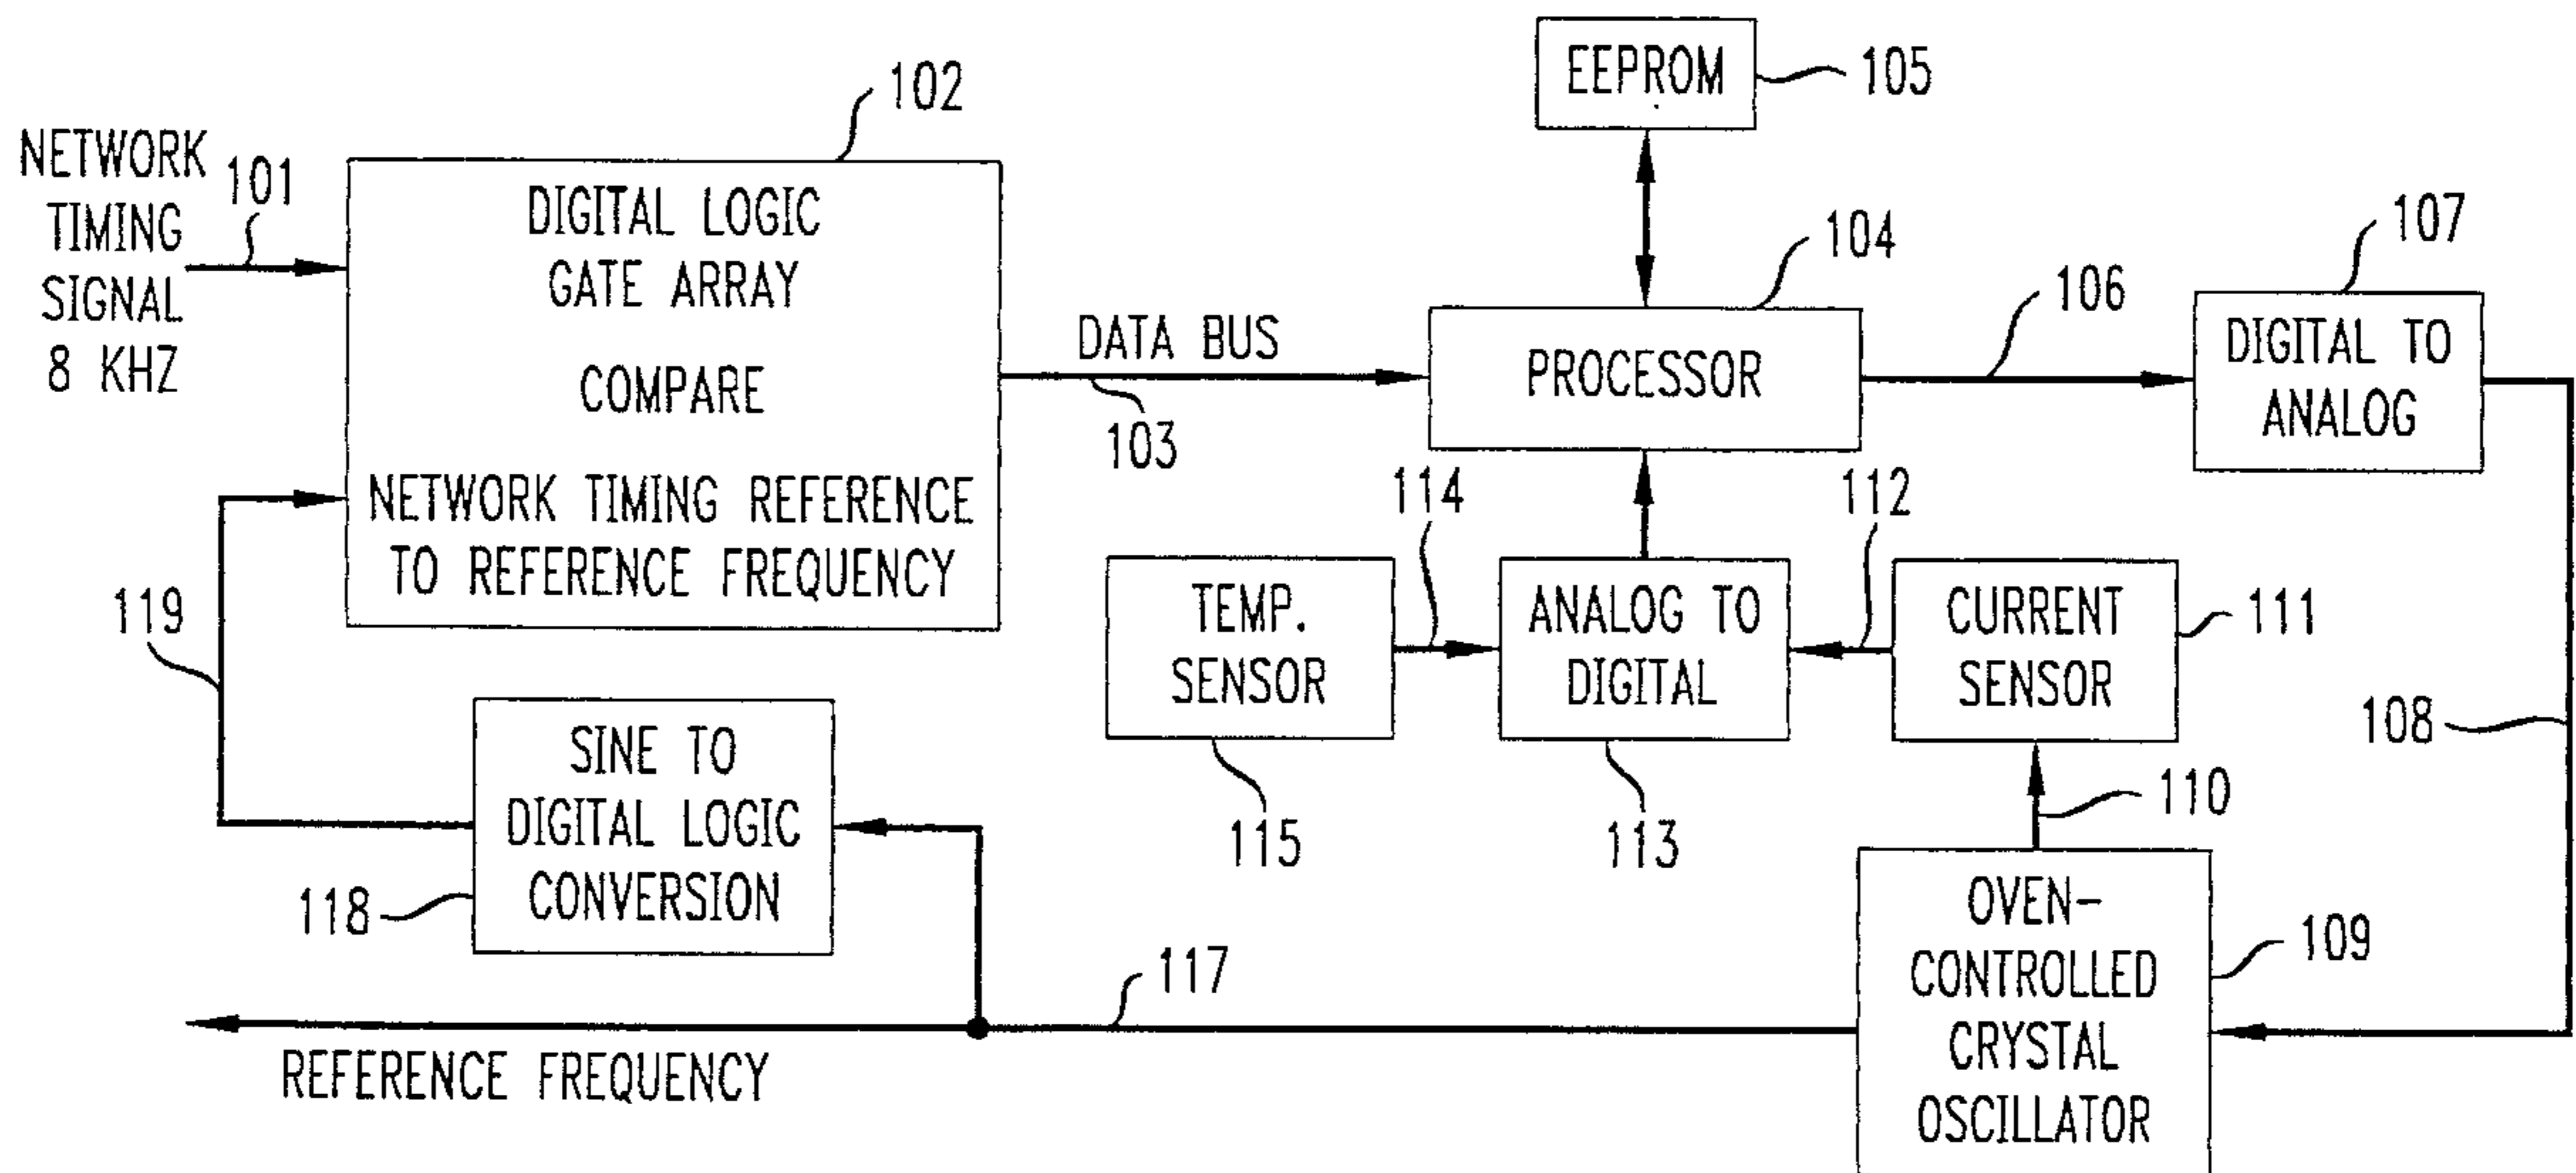 NETWORK
TIMING
SIGNAL
8 KHZ
101
102
DIGITAL LOGIC
GATE ARRAY
COMPARE
NETWORK TIMING REFERENCE
TO REFERENCE FREQUENCY
DATA BUS
103
EEPROM
105
PROCESSOR
104
106
107
DIGITAL TO
ANALOG
108
TEMP.
SENSOR
115
114
ANALOG TO
DIGITAL
113
112
CURRENT
SENSOR
111
110
OVEN-
CONTROLLED
CRYSTAL
OSCILLATOR
109
119
SINE TO
DIGITAL LOGIC
CONVERSION
118
117
REFERENCE FREQUENCY